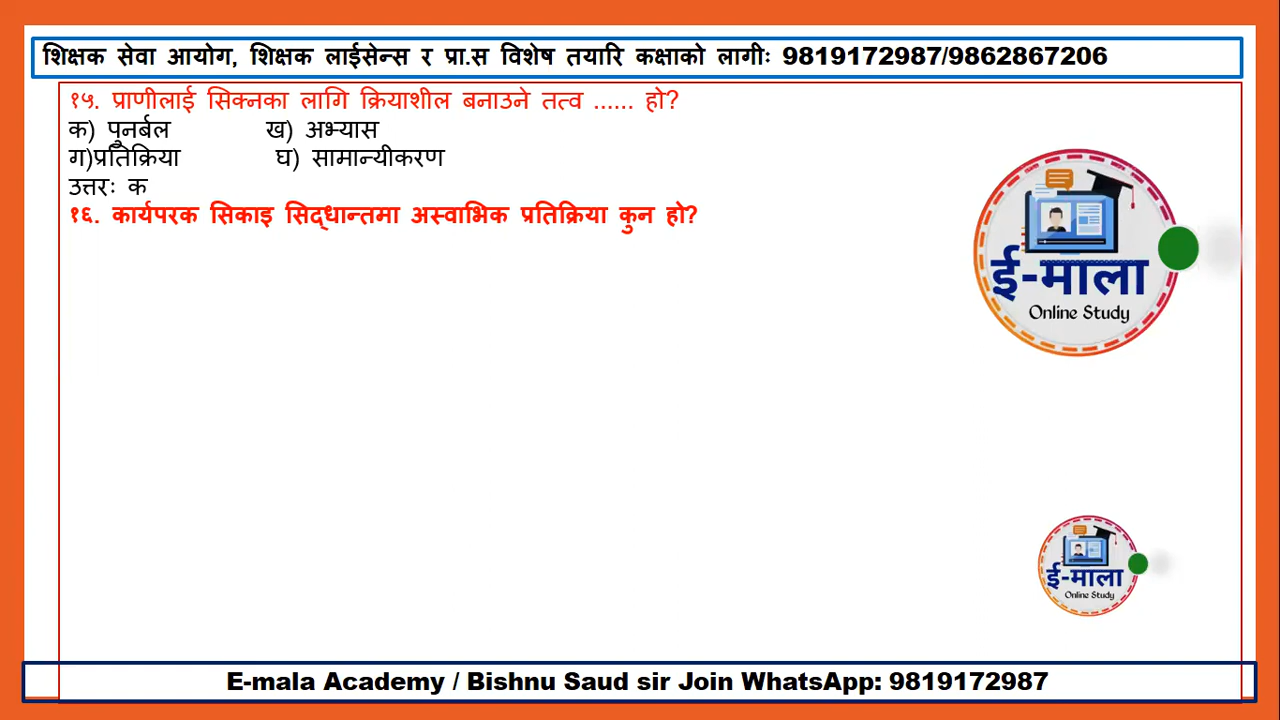 शिक्षक सेवा आयोग, शिक्षक लाईसेन्स र प्रा.स विशेष तयारि कक्षाको लागीः 9819172987/9862867206
१५. प्राणीलाई सिक्नका लागि क्रियाशील बनाउने तत्व ...... हो?
क) पुनर्बल ख) अभ्यास
ग)प्रतिक्रिया घ) सामान्यीकरण
उत्तरः क
१६. कार्यपरक सिकाइ सिद्धान्तमा अस्वाभिक प्रतिक्रिया कुन हो?
ई-माला
Online Study
ई-माला
Online Study
E-mala Academy / Bishnu Saud sir Join WhatsApp: 9819172987